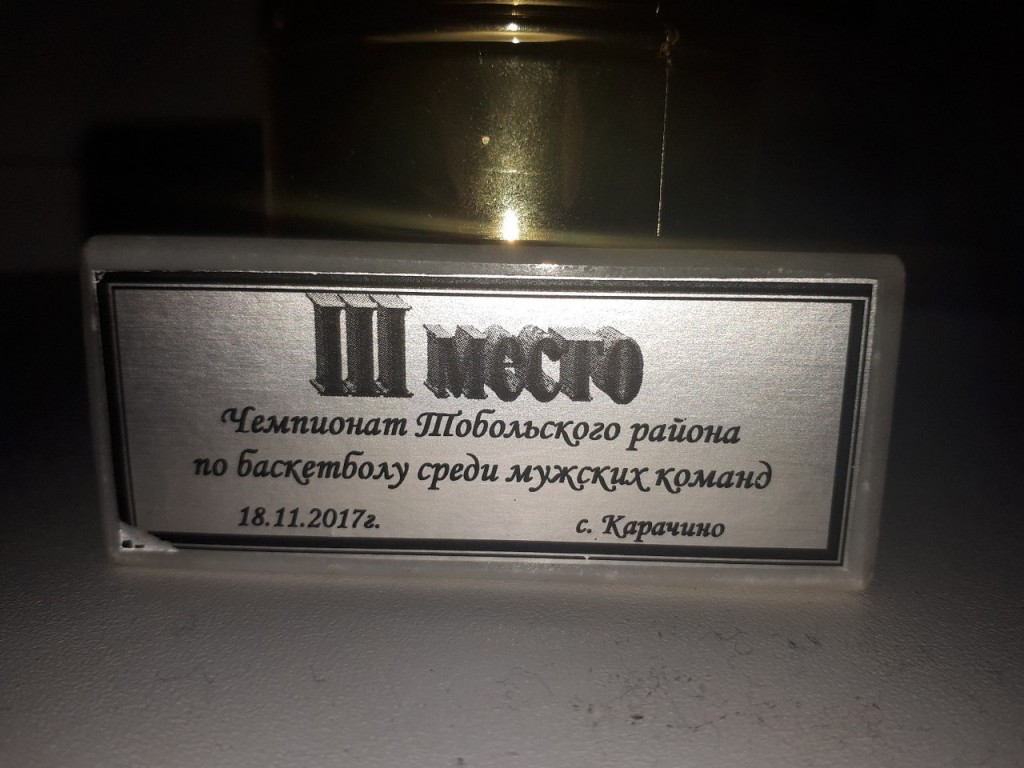 III место
Чемпионат Тобольского района
по баскетболу среди мужских команд
18.11.2017г. с. Карачино